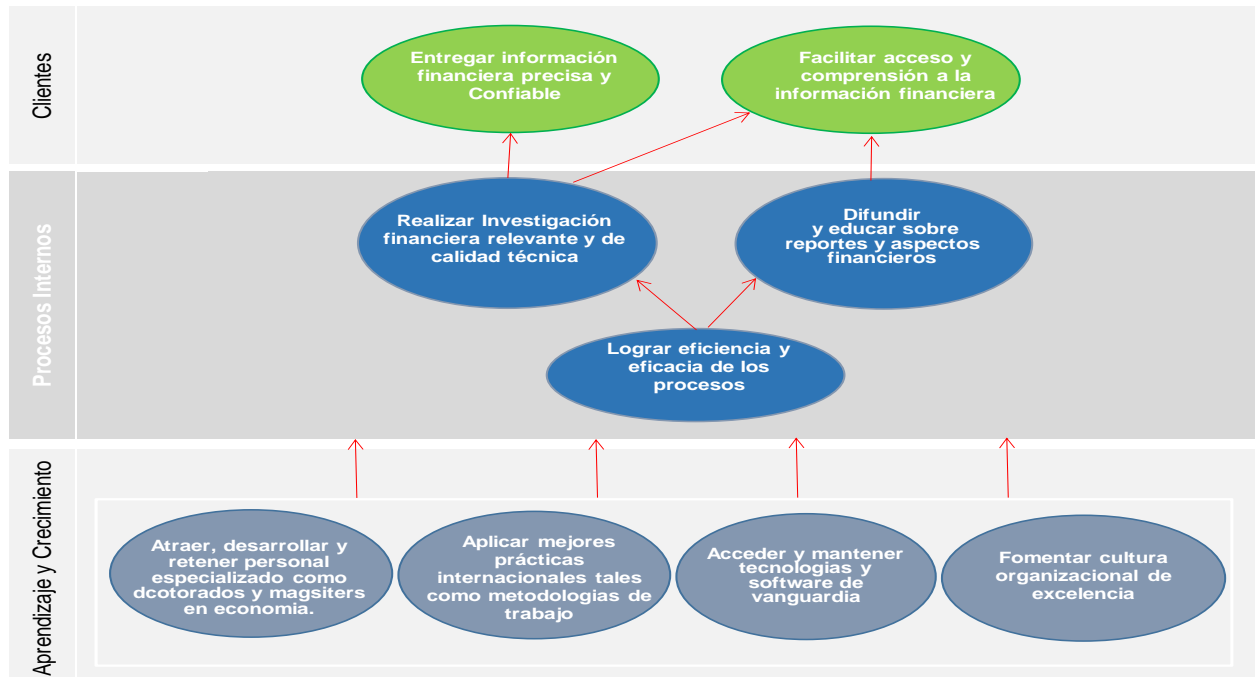 Clientes
Entregar información
financiera precisa y
Confiable
Facilitar acceso y
comprensión a la
información financiera
Procesos Internos
Realizar Investigación
financiera relevante y de
calidad técnica
Difundir
y educar sobre
reportes y aspectos
financieros
Lograr eficiencia y
eficacia de los
procesos
Aprendizaje y Crecimiento
Atraer, desarrollar y
retener personal
especializado como
dcotorados y magsiters
en economia.
Aplicar mejores
prácticas
internacionales tales
como metodologias de
trabajo
Acceder y mantener
tecnologias y
software de
vanguardia
Fomentar cultura
organizacional de
excelencia